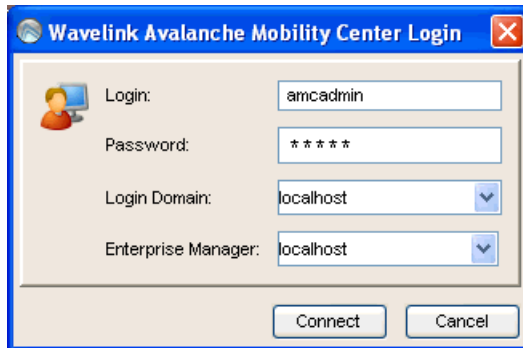 Wavelink Avalanche Mobility Center Login
Login: amcadmin
Password: *****
Login Domain: localhost
Enterprise Manager: localhost
Connect Cancel